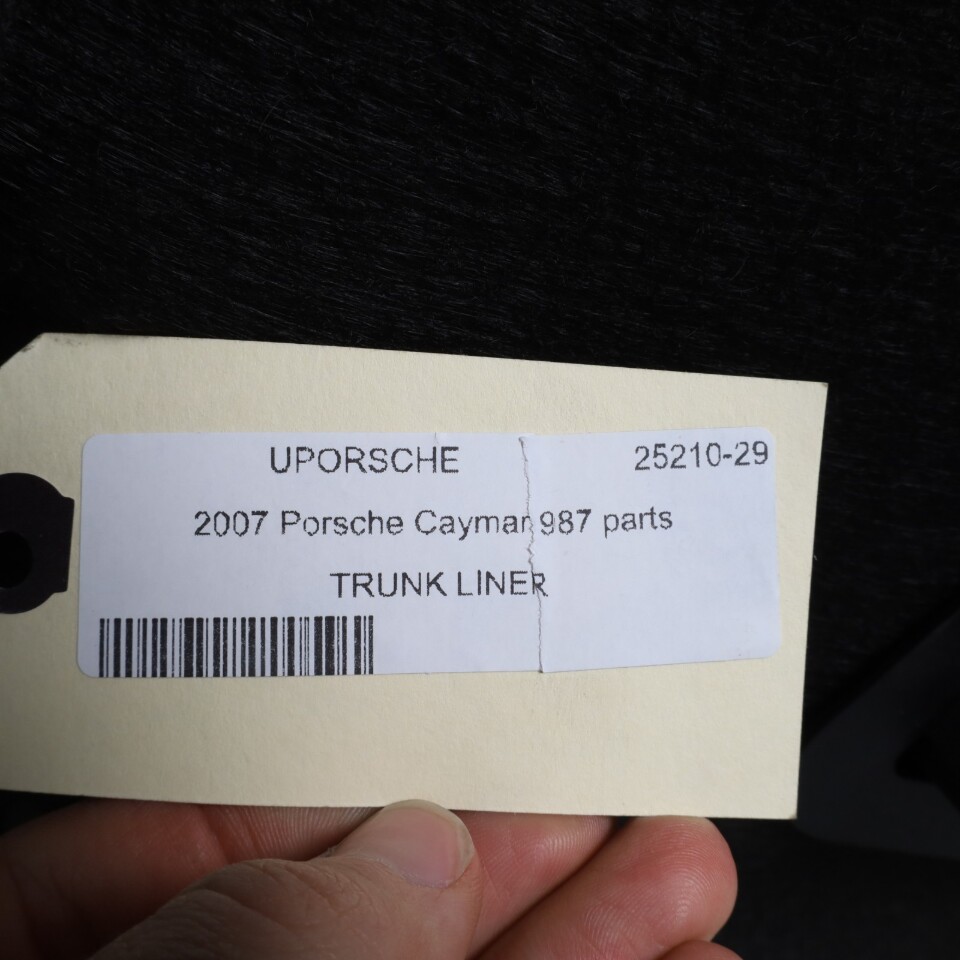 UPORSCHE 25210-29
2007 Porsche Cayman 987 parts
TRUNK LINER